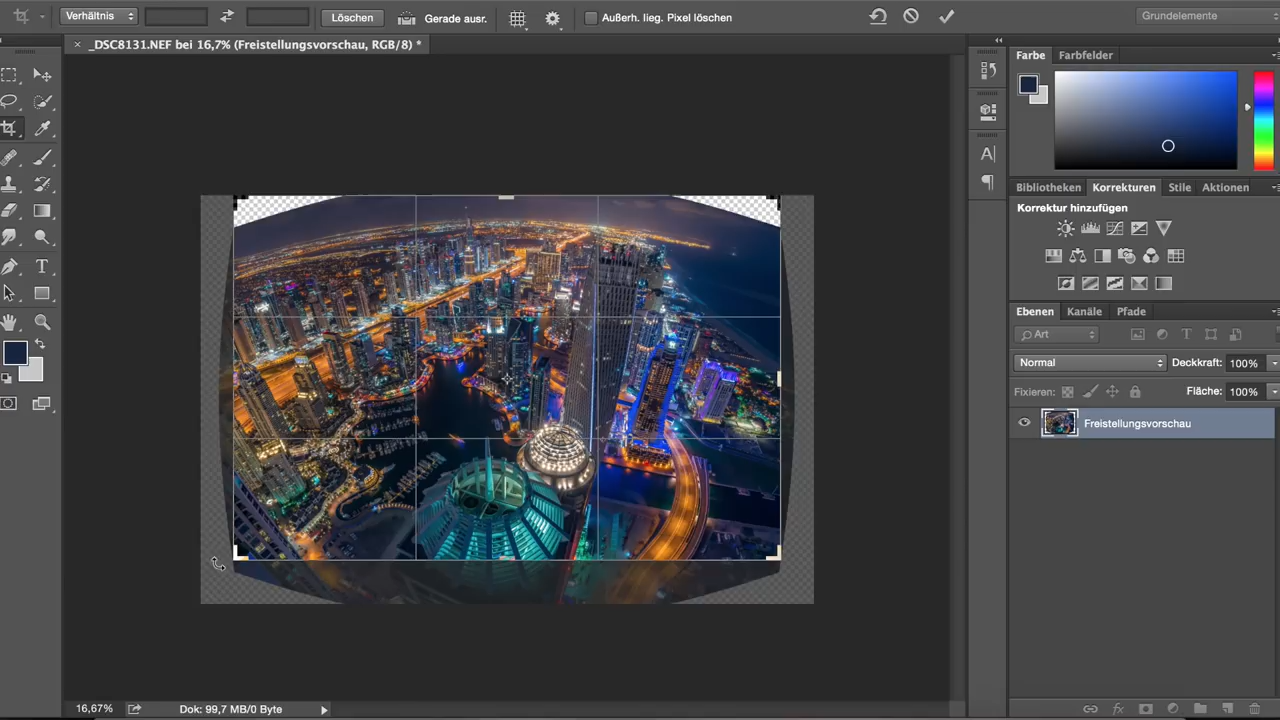 Verhältnis
Löschen
Gerade ausr.
Außerh. lieg. Pixel löschen
Grundelemente
_DSC8131.NEF bei 16,7% (Freistellungsvorschau, RGB/8) *
Farbe Farbfelder
Bibliotheken Korrekturen Stile Aktionen
Korrektur hinzufügen
Ebenen Kanäle Pfade
Art
Normal Deckkraft: 100%
Fixieren: Fläche: 100%
Freistellungsvorschau
16,67% Dok: 99,7 MB/0 Byte